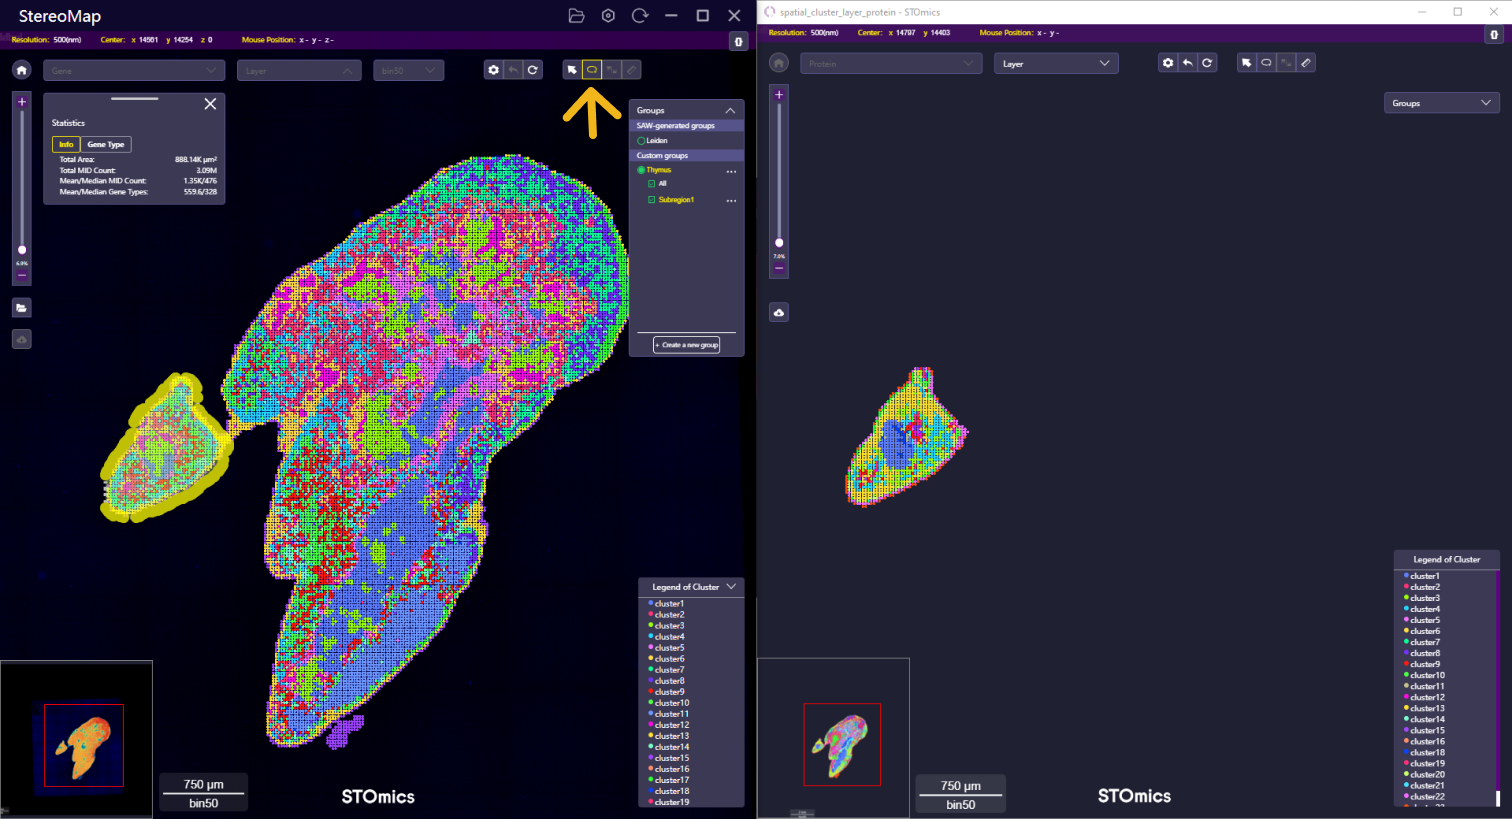 StereoMap
Resolution: 500(nm) Center: x 14561 y 14254 z 0 Mouse Position: x - y - z -
Gene
Layer
bin50
6.9%
Statistics
Info Gene Type
Total Area: 888.14K μm²
Total MID Count: 3.09M
Mean/Median MID Count: 1.35K/476
Mean/Median Gene Types: 559.6/328
Groups
SAW-generated groups
Leiden
Custom groups
Thymus
All
Subregion1
+ Create a new group
Legend of Cluster
cluster1
cluster2
cluster3
cluster4
cluster5
cluster6
cluster7
cluster8
cluster9
cluster10
cluster11
cluster12
cluster13
cluster14
cluster15
cluster16
cluster17
cluster18
cluster19
750 μm
bin50
STOmics
spatial_cluster_layer_protein - STOmics
Resolution: 500(nm) Center: x 14797 y 14403 Mouse Position: x - y -
Protein
Layer
7.0%
Groups
Legend of Cluster
cluster1
cluster2
cluster3
cluster4
cluster5
cluster6
cluster7
cluster8
cluster9
cluster10
cluster11
cluster12
cluster13
cluster14
cluster15
cluster16
cluster18
cluster19
cluster20
cluster21
cluster22
750 μm
bin50
STOmics